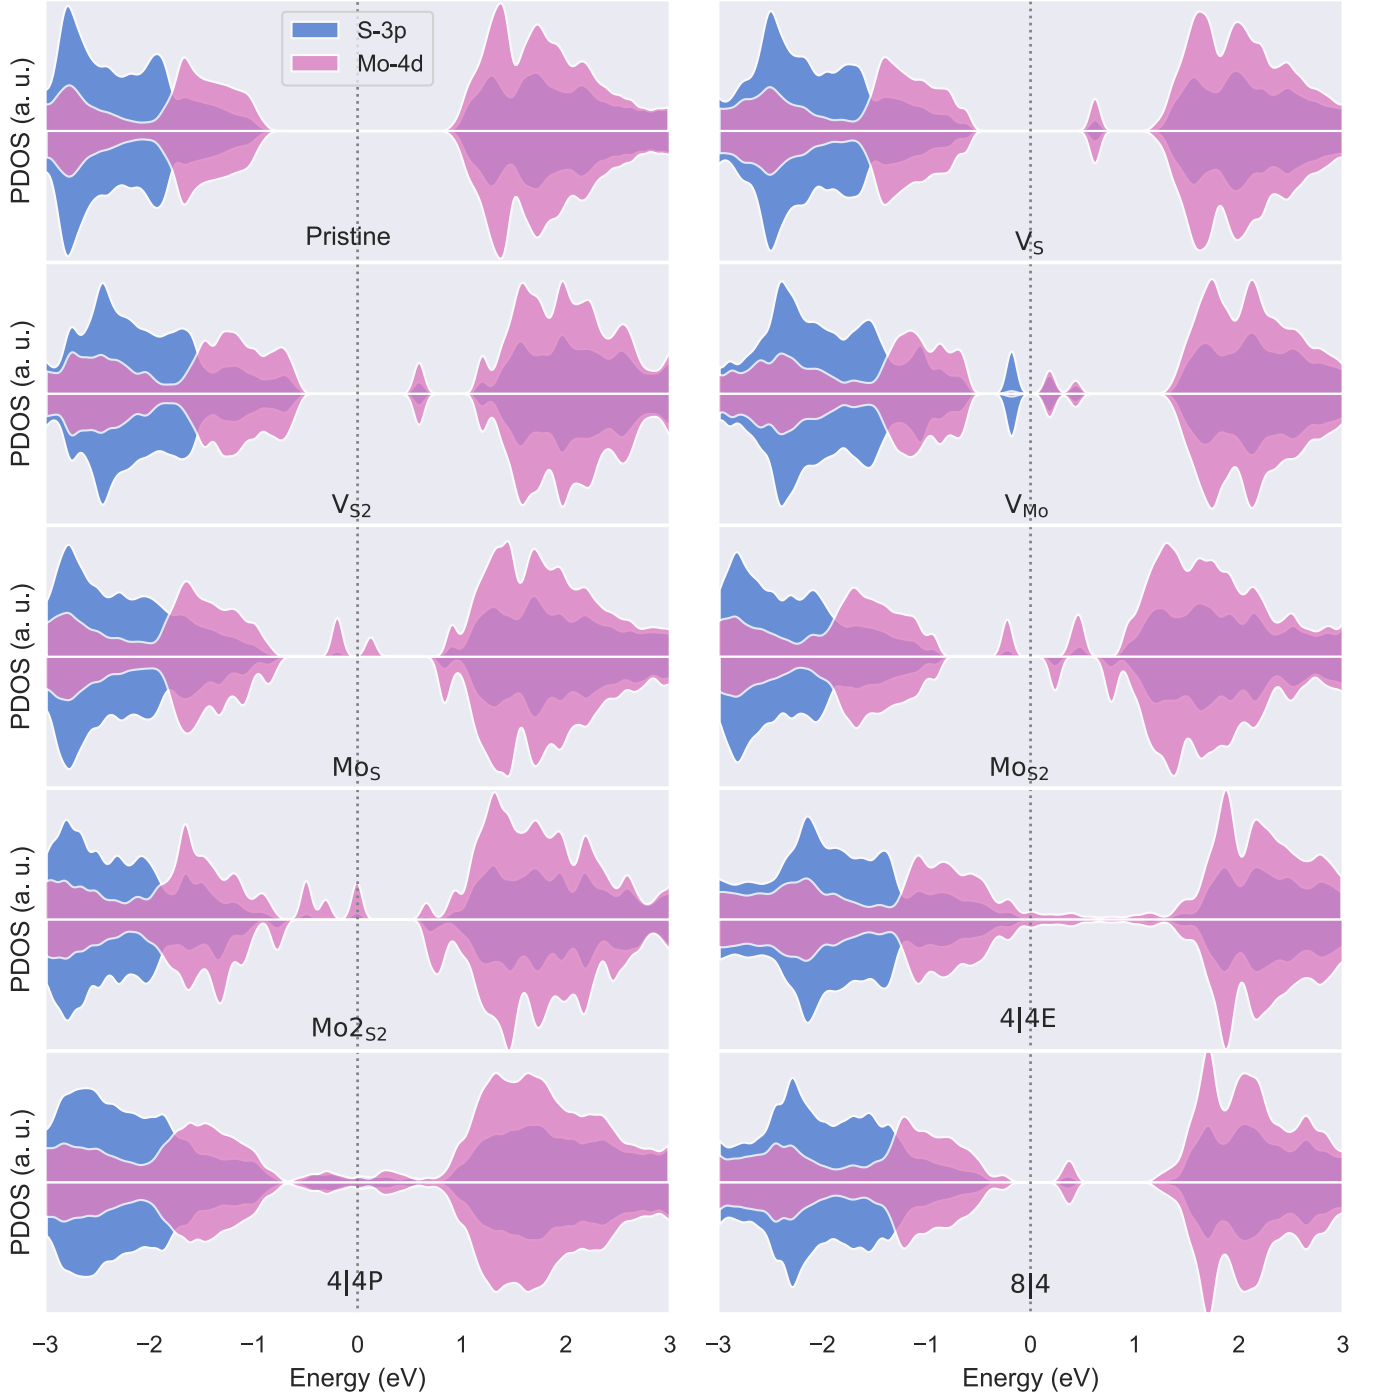 S-3p
Mo-4d
PDOS (a. u.)
Pristine
V_S
PDOS (a. u.)
V_S2
V_Mo
PDOS (a. u.)
Mo_S
Mo_S2
PDOS (a. u.)
Mo2_S2
4|4E
PDOS (a. u.)
4|4P
8|4
−3 −2 −1 0 1 2 3
−3 −2 −1 0 1 2 3
Energy (eV)
Energy (eV)